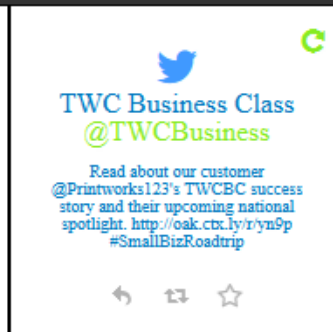 TWC Business Class
@TWCBusiness
Read about our customer
@Printworks123's TWCBC success
story and their upcoming national
spotlight. http://oak.ctx.ly/r/yn9p
#SmallBizRoadtrip